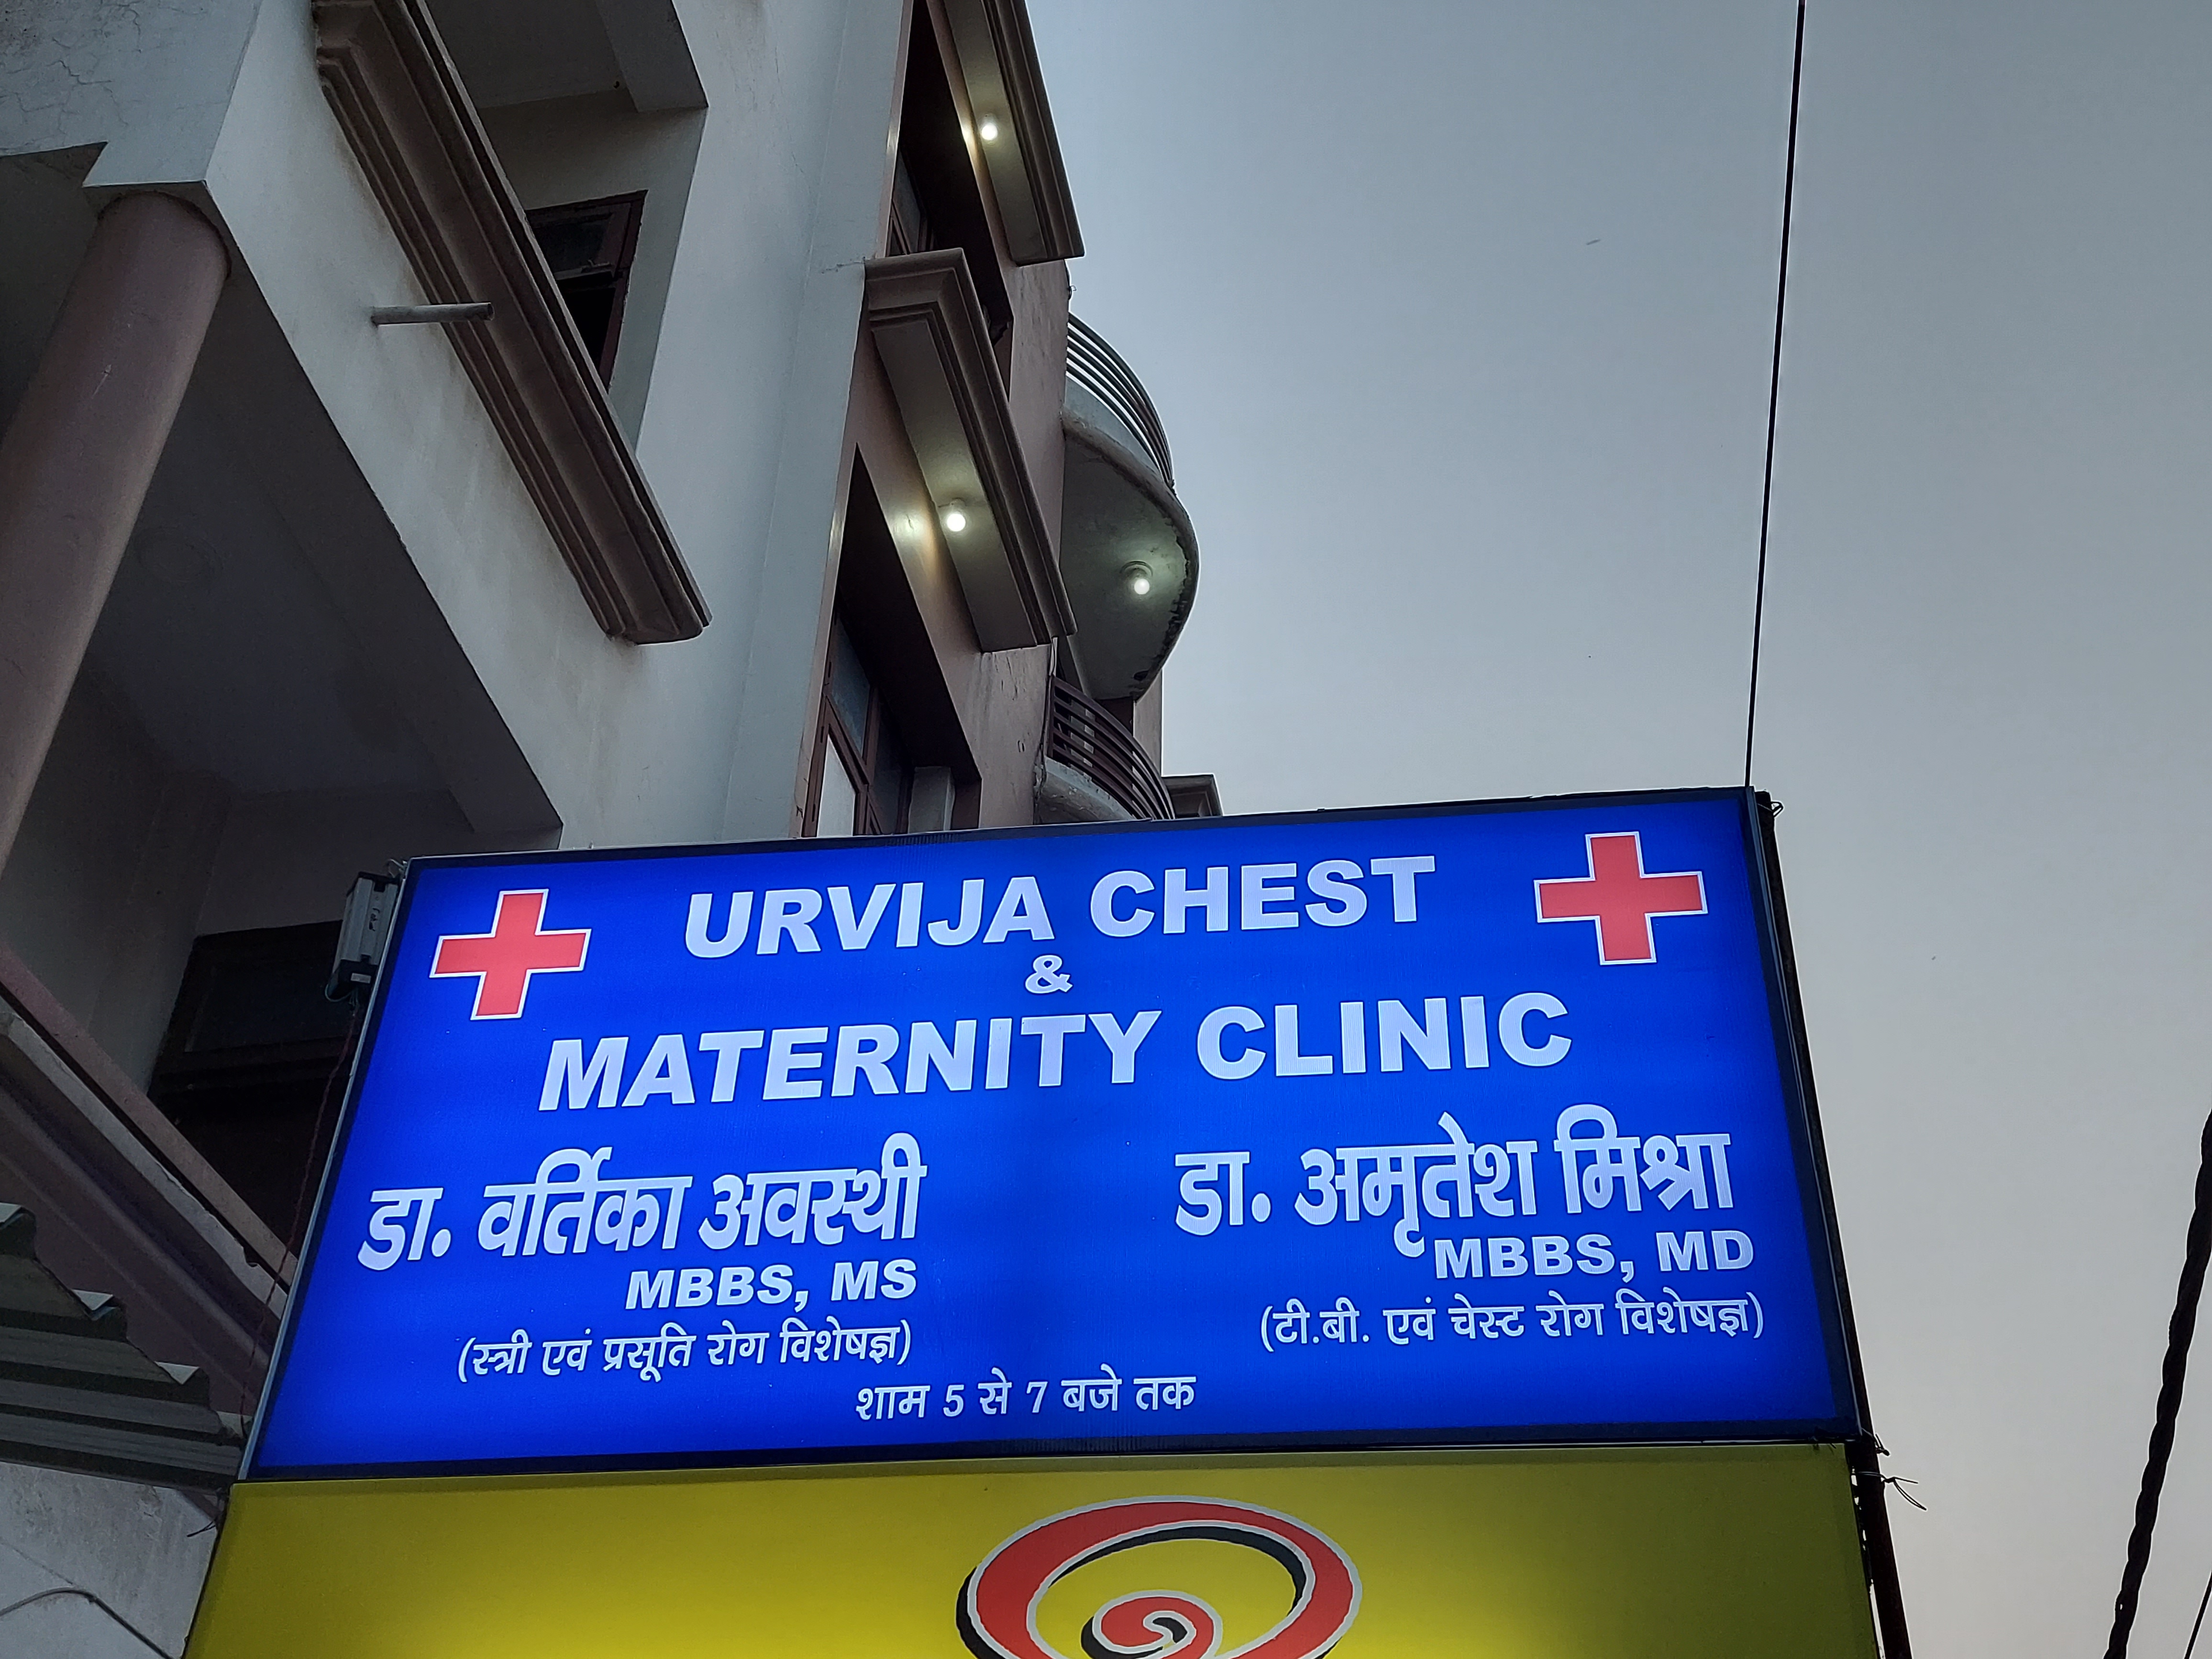 URVIJA CHEST
&
MATERNITY CLINIC
डा. वर्तिका अवस्थी
MBBS, MS
(स्त्री एवं प्रसूति रोग विशेषज्ञ)
डा. अमृतेश मिश्रा
MBBS, MD
(टी.बी. एवं चेस्ट रोग विशेषज्ञ)
शाम 5 से 7 बजे तक